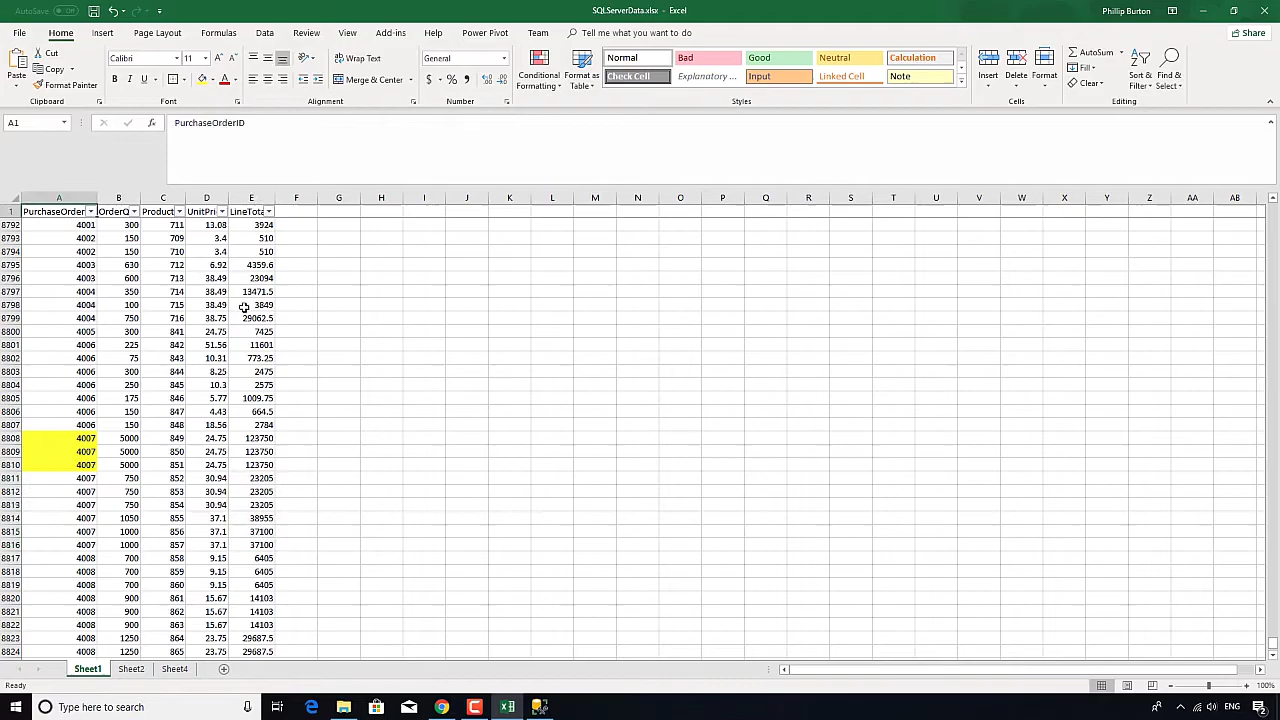 AutoSave Off SQLServerData.xlsx - Excel Phillip Burton
File Home Insert Page Layout Formulas Data Review View Add-ins Help Power Pivot Team Tell me what you want to do Share
Paste Cut Copy Format Painter Clipboard
Calibri 11 B I U A Font
Wrap Text Merge & Center Alignment
General $ % Number
Conditional Formatting Format as Table
Normal Bad Good Neutral Calculation
Check Cell Explanatory ... Input Linked Cell Note
Styles
Insert Delete Format Cells
AutoSum Fill Clear Sort & Filter Find & Select Editing
A1 fx PurchaseOrderID
A B C D E F G H I J K L M N O P Q R S T U V W X Y Z AA AB
1 PurchaseOrder OrderQ Product UnitPri LineTota
8792 4001 300 711 13.08 3924
8793 4002 150 709 3.4 510
8794 4002 150 710 3.4 510
8795 4003 630 712 6.92 4359.6
8796 4003 600 713 38.49 23094
8797 4004 350 714 38.49 13471.5
8798 4004 100 715 38.49 3849
8799 4004 750 716 38.75 29062.5
8800 4005 300 841 24.75 7425
8801 4006 225 842 51.56 11601
8802 4006 75 843 10.31 773.25
8803 4006 300 844 8.25 2475
8804 4006 250 845 10.3 2575
8805 4006 175 846 5.77 1009.75
8806 4006 150 847 4.43 664.5
8807 4006 150 848 18.56 2784
8808 4007 5000 849 24.75 123750
8809 4007 5000 850 24.75 123750
8810 4007 5000 851 24.75 123750
8811 4007 750 852 30.94 23205
8812 4007 750 853 30.94 23205
8813 4007 750 854 30.94 23205
8814 4007 1050 855 37.1 38955
8815 4007 1000 856 37.1 37100
8816 4007 1000 857 37.1 37100
8817 4008 700 858 9.15 6405
8818 4008 700 859 9.15 6405
8819 4008 700 860 9.15 6405
8820 4008 900 861 15.67 14103
8821 4008 900 862 15.67 14103
8822 4008 900 863 15.67 14103
8823 4008 1250 864 23.75 29687.5
8824 4008 1250 865 23.75 29687.5
Sheet1 Sheet2 Sheet4
Ready 100%
Type here to search ENG 2